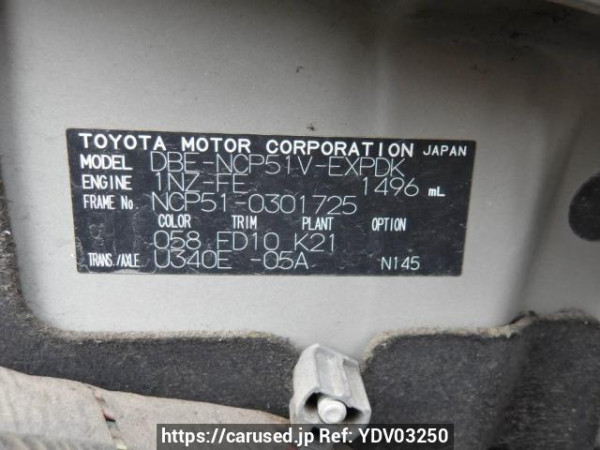 TOYOTA MOTOR CORPORATION JAPAN
MODEL DBE-NCP51V-EXPDK
ENGINE 1NZ-FE 1496 mL
FRAME No. NCP51-0301725
COLOR TRIM PLANT OPTION
058 FD10 K21
TRANS./AXLE U340E -05A N145
https://carused.jp Ref: YDV03250